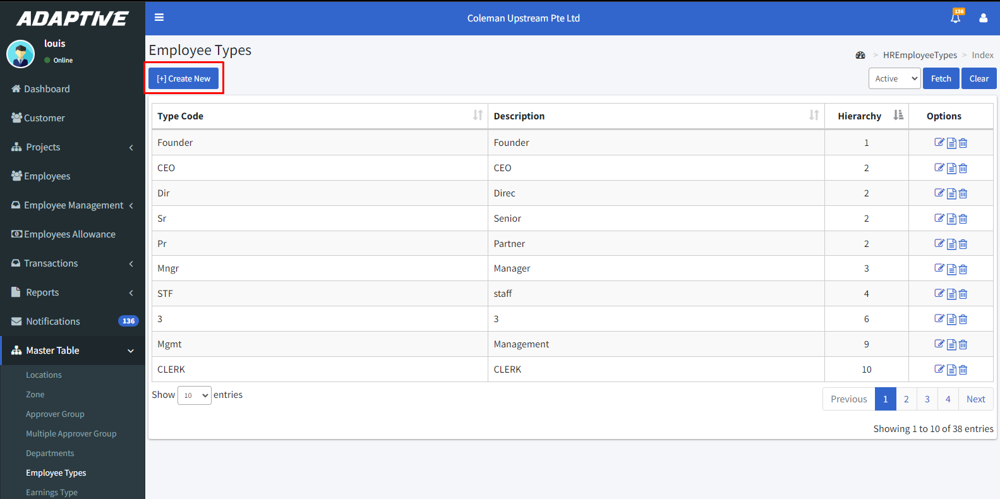 ADAPTIVE
louis
Online
Dashboard
Customer
Projects
Employees
Employee Management
Employees Allowance
Transactions
Reports
Notifications 136
Master Table
Locations
Zone
Approver Group
Multiple Approver Group
Departments
Employee Types
Earnings Type
Coleman Upstream Pte Ltd
136
Employee Types
> HREmployeeTypes > Index
[+] Create New
Active Fetch Clear
Type Code Description Hierarchy Options
Founder Founder 1
CEO CEO 2
Dir Direc 2
Sr Senior 2
Pr Partner 2
Mngr Manager 3
STF staff 4
3 3 6
Mgmt Management 9
CLERK CLERK 10
Show 10 entries
Previous 1 2 3 4 Next
Showing 1 to 10 of 38 entries